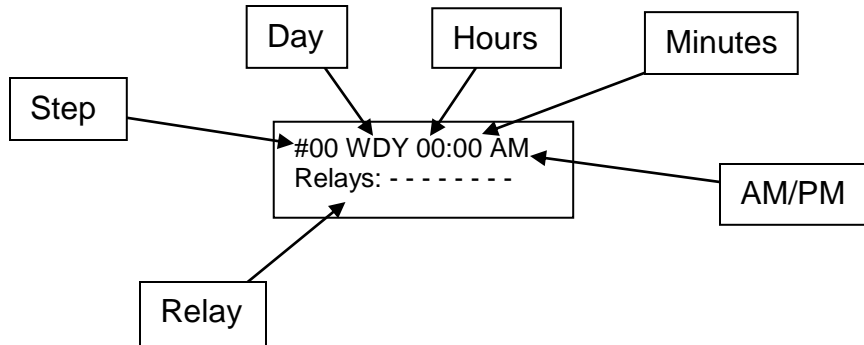 Day
Hours
Minutes
Step
#00 WDY 00:00 AM
Relays: - - - - - - - -
AM/PM
Relay